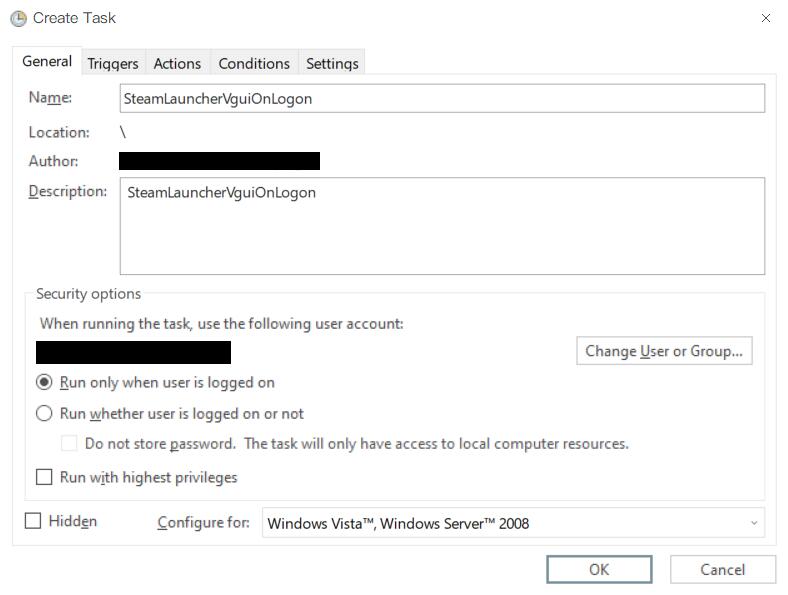 Create Task
General Triggers Actions Conditions Settings
Name: SteamLauncherVguiOnLogon
Location: \
Author:
Description: SteamLauncherVguiOnLogon
Security options
When running the task, use the following user account:
Change User or Group...
Run only when user is logged on
Run whether user is logged on or not
Do not store password. The task will only have access to local computer resources.
Run with highest privileges
Hidden Configure for: Windows Vista™, Windows Server™ 2008
OK Cancel